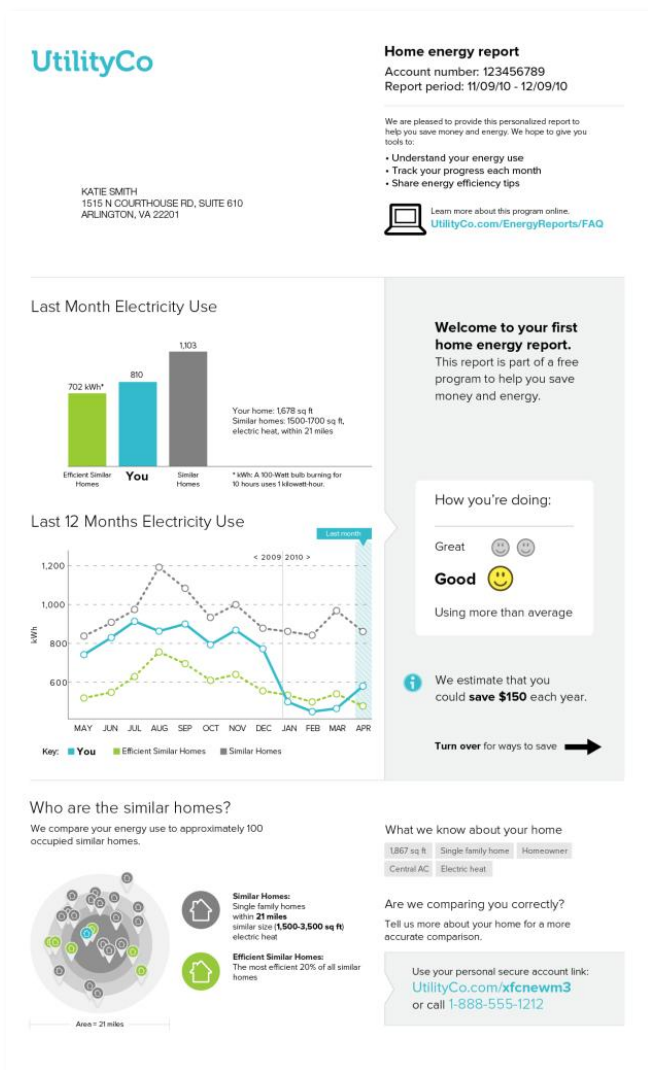 UtilityCo
Home energy report
Account number: 123456789
Report period: 11/09/10 - 12/09/10
We are pleased to provide this personalized report to
help you save money and energy. We hope to give you
tools to:
• Understand your energy use
• Track your progress each month
• Share energy efficiency tips
Learn more about this program online.
UtilityCo.com/EnergyReports/FAQ
KATIE SMITH
1515 N COURTHOUSE RD, SUITE 610
ARLINGTON, VA 22201
Last Month Electricity Use
702 kWh*
810
1,103
Efficient Similar
Homes
You
Similar
Homes
Your home: 1,678 sq ft
Similar homes: 1500-1700 sq ft,
electric heat, within 21 miles
* kWh: A 100-Watt bulb burning for
10 hours uses 1 kilowatt-hour.
Welcome to your first
home energy report.
This report is part of a free
program to help you save
money and energy.
How you're doing:
Great
Good
Using more than average
We estimate that you
could save $150 each year.
Turn over for ways to save
Last 12 Months Electricity Use
Last month
< 2009 2010 >
kWh
1,200
1,000
800
600
MAY JUN JUL AUG SEP OCT NOV DEC JAN FEB MAR APR
Key: You Efficient Similar Homes Similar Homes
Who are the similar homes?
We compare your energy use to approximately 100
occupied similar homes.
Area = 21 miles
Similar Homes:
Single family homes
within 21 miles
similar size (1,500-3,500 sq ft)
electric heat
Efficient Similar Homes:
The most efficient 20% of all similar
homes
What we know about your home
1,867 sq ft Single family home Homeowner
Central AC Electric heat
Are we comparing you correctly?
Tell us more about your home for a more
accurate comparison.
Use your personal secure account link:
UtilityCo.com/xfcnewm3
or call 1-888-555-1212